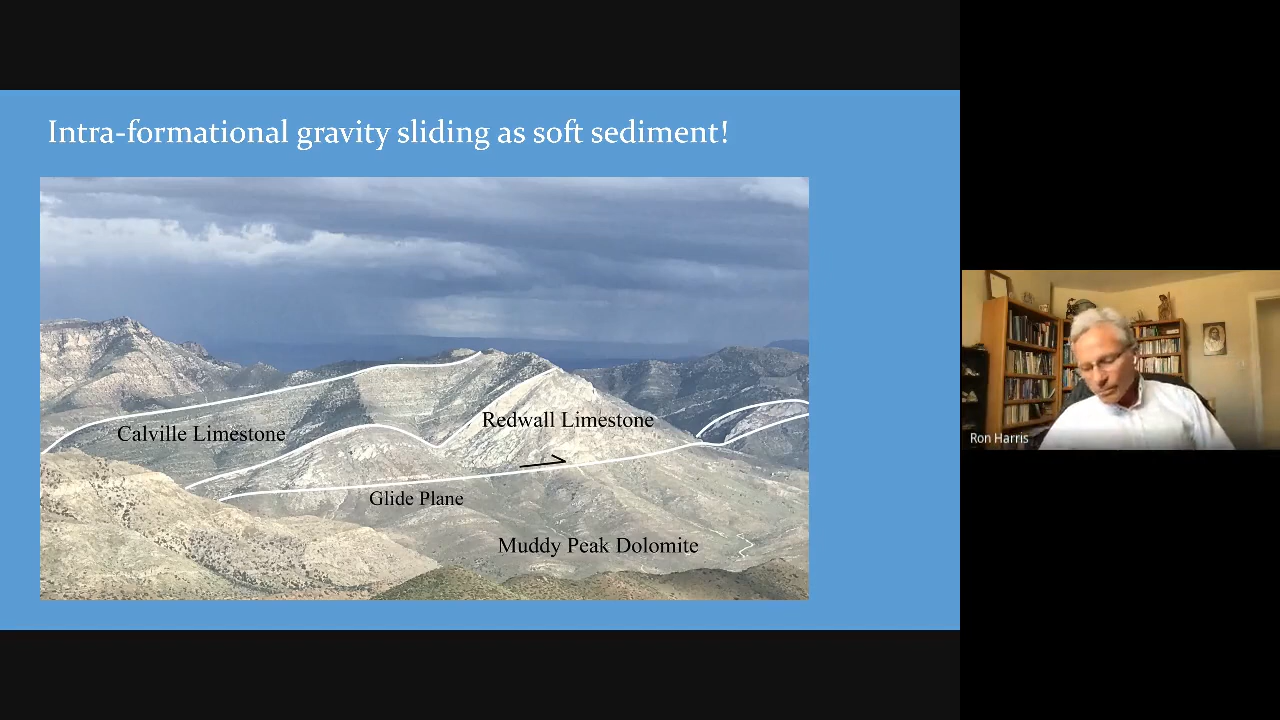 Intra-formational gravity sliding as soft sediment!
Redwall Limestone
Calville Limestone
Glide Plane
Muddy Peak Dolomite
Ron Harris